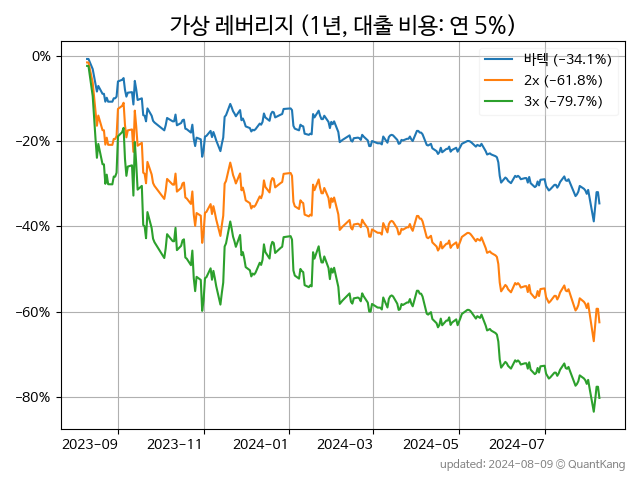 가상 레버리지 (1년, 대출 비용: 연 5%)
바텍 (−34.1%)
2x (−61.8%)
3x (−79.7%)
0%
−20%
−40%
−60%
−80%
2023-09
2023-11
2024-01
2024-03
2024-05
2024-07
updated: 2024-08-09 © QuantKang